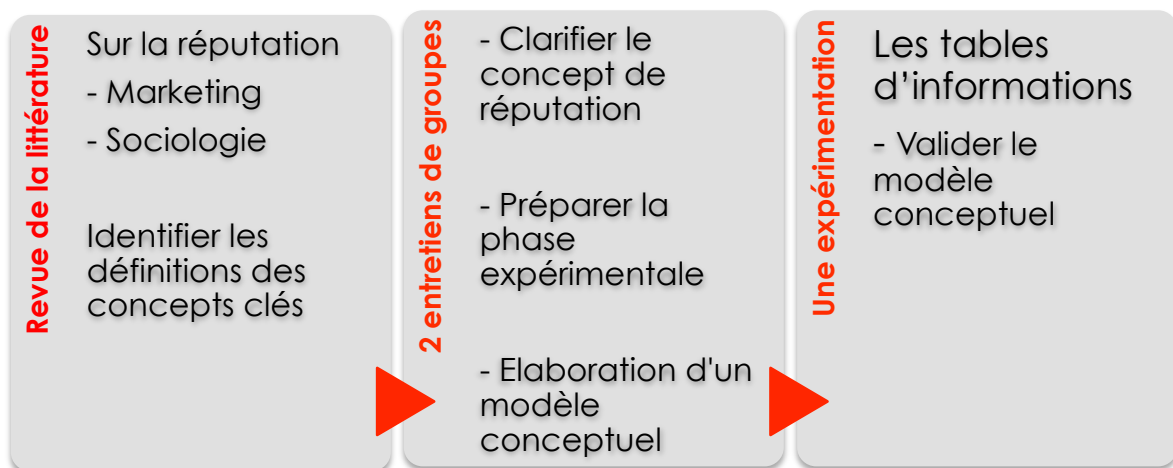 Revue de la littérature
Sur la réputation
- Marketing
- Sociologie
Identifier les
définitions des
concepts clés
2 entretiens de groupes
- Clarifier le
concept de
réputation
- Préparer la
phase
expérimentale
- Elaboration d'un
modèle
conceptuel
Une expérimentation
Les tables
d’informations
- Valider le
modèle
conceptuel